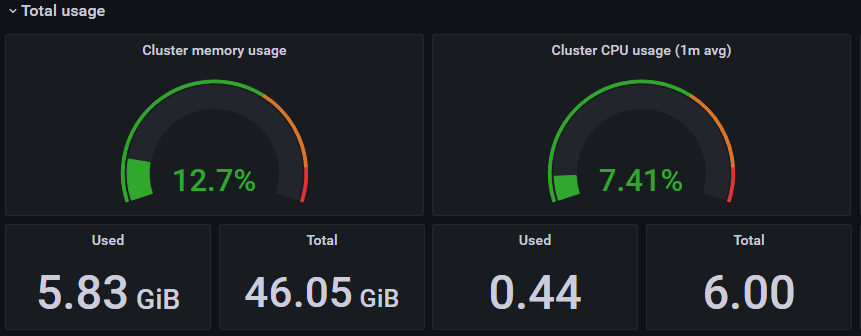 Total usage
Cluster memory usage
12.7%
Cluster CPU usage (1m avg)
7.41%
Used
5.83 GiB
Total
46.05 GiB
Used
0.44
Total
6.00